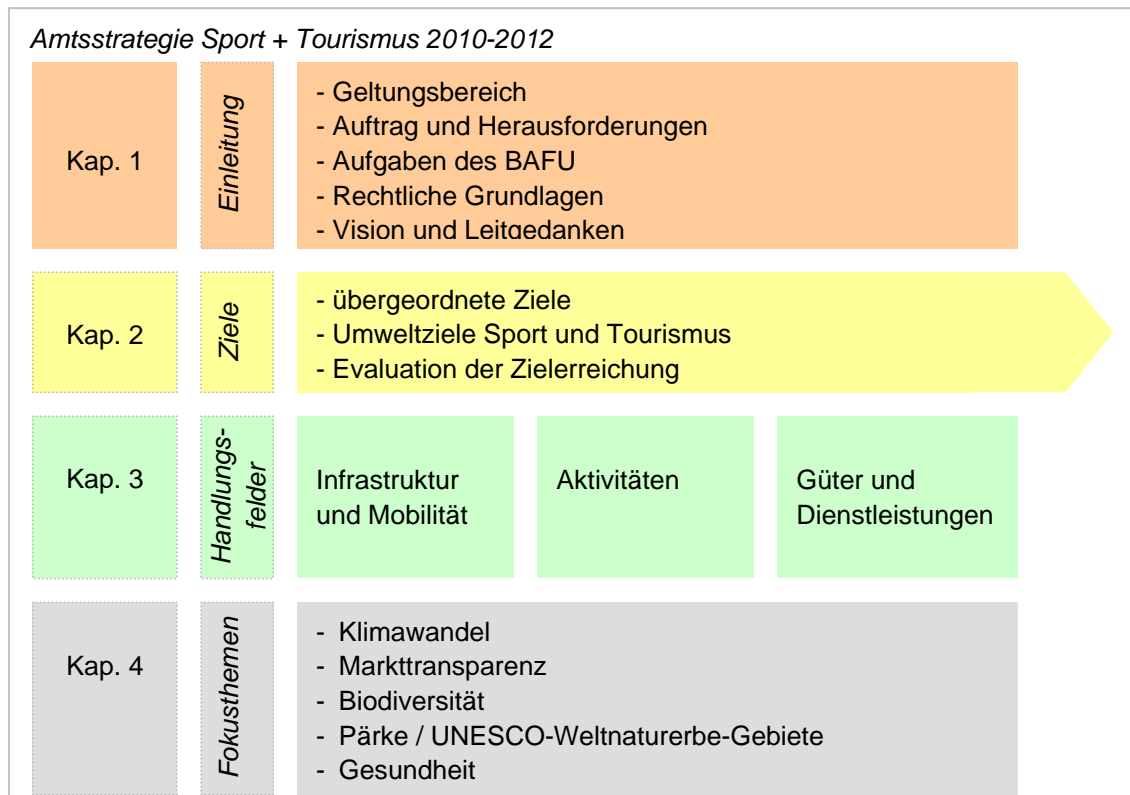 Amtsstrategie Sport + Tourismus 2010-2012
Kap. 1
Einleitung
- Geltungsbereich
- Auftrag und Herausforderungen
- Aufgaben des BAFU
- Rechtliche Grundlagen
- Vision und Leitgedanken
Kap. 2
Ziele
- übergeordnete Ziele
- Umweltziele Sport und Tourismus
- Evaluation der Zielerreichung
Kap. 3
Handlungs-
felder
Infrastruktur
und Mobilität
Aktivitäten
Güter und
Dienstleistungen
Kap. 4
Fokusthemen
- Klimawandel
- Markttransparenz
- Biodiversität
- Pärke / UNESCO-Weltnaturerbe-Gebiete
- Gesundheit